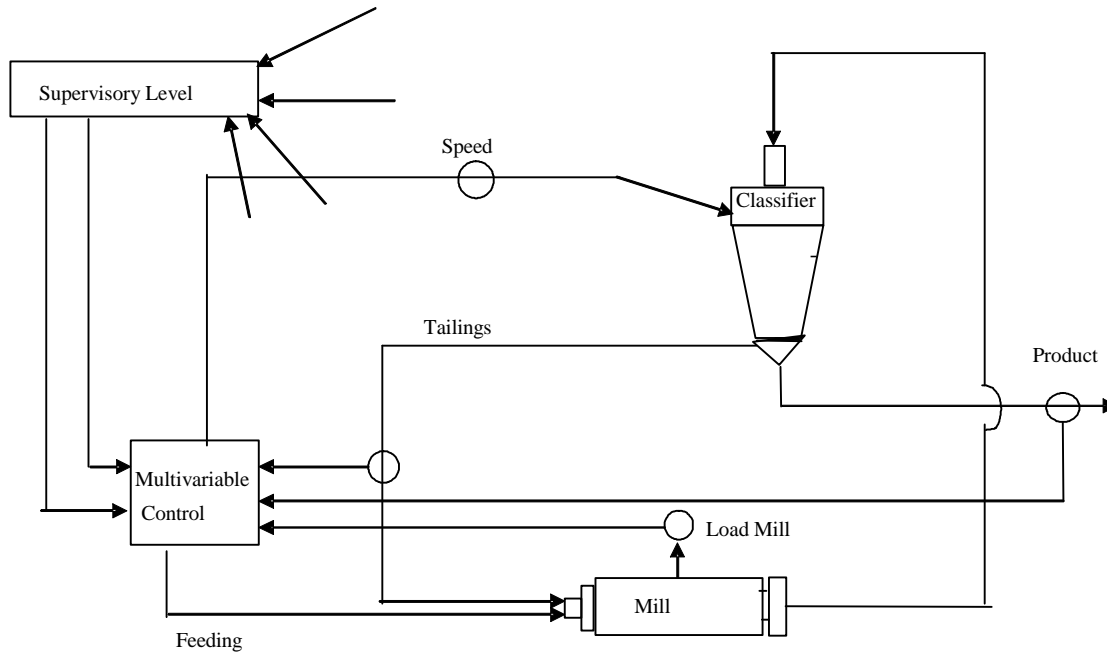 Supervisory Level
Speed
Classifier
Tailings
Product
Multivariable
Control
Load Mill
Mill
Feeding